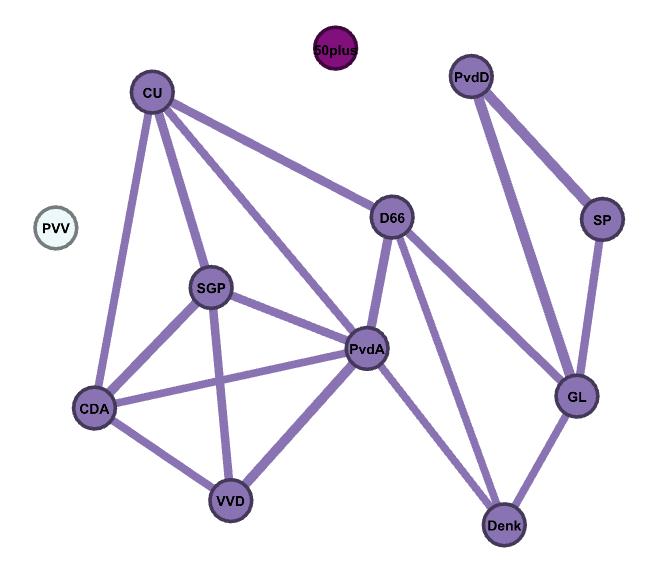 50plus
PvdD
CU
D66
SP
PVV
SGP
PvdA
GL
CDA
VVD
Denk